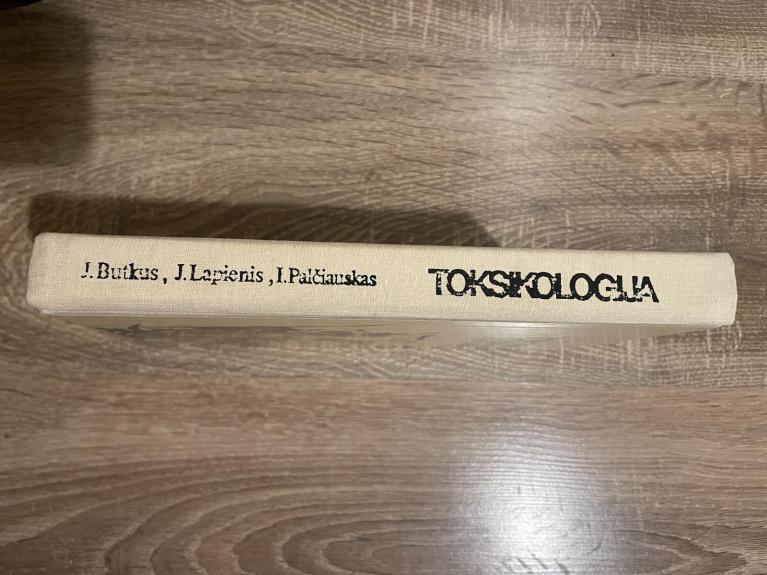 J. Butkus, J. Lapienis, I. Palčiauskas TOKSIKOLOGIJA